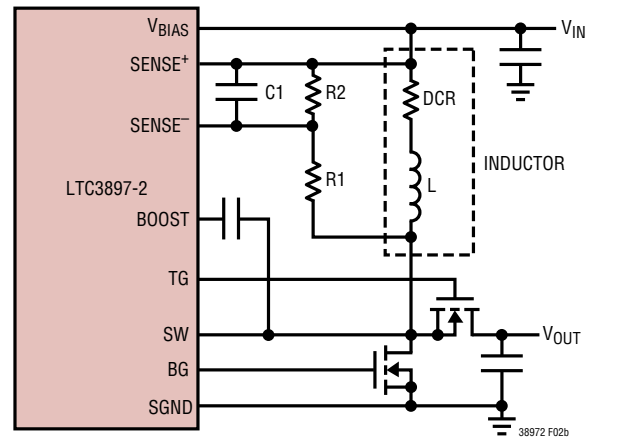 VBIAS
VIN
SENSE+
C1
R2
DCR
SENSE–
INDUCTOR
LTC3897-2
R1
L
BOOST
TG
SW
VOUT
BG
SGND
38972 F02b